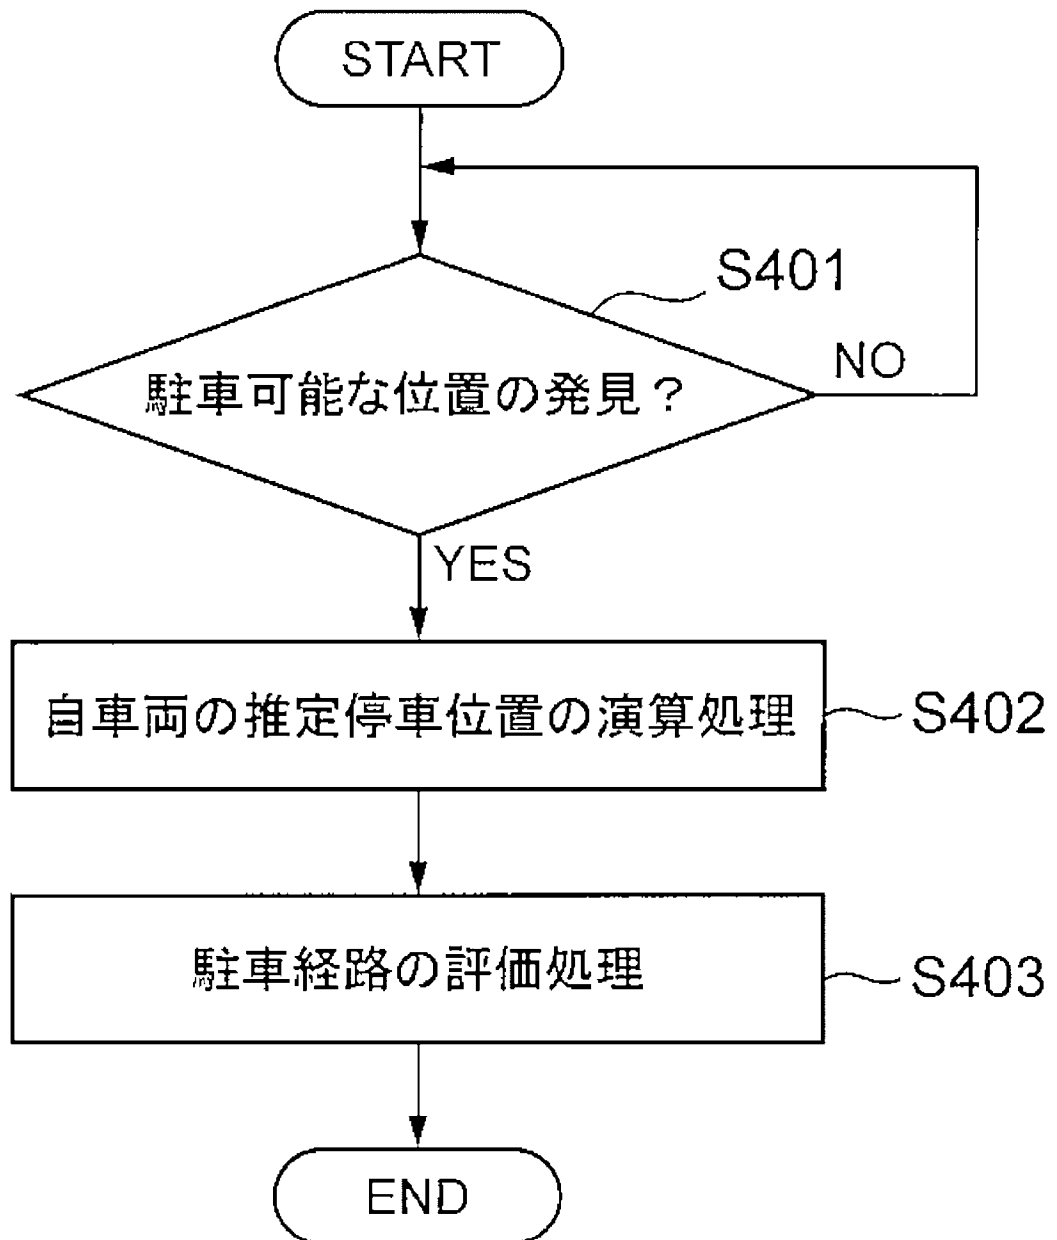 START
S401
駐車可能な位置の発見？
NO
YES
自車両の推定停車位置の演算処理
S402
駐車経路の評価処理
S403
END